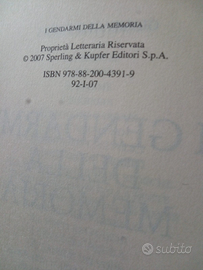 I GENDARMI DELLA MEMORIA
Proprietà Letteraria Riservata
© 2007 Sperling & Kupfer Editori S.p.A.
ISBN 978-88-200-4391-9
92-I-07
subito